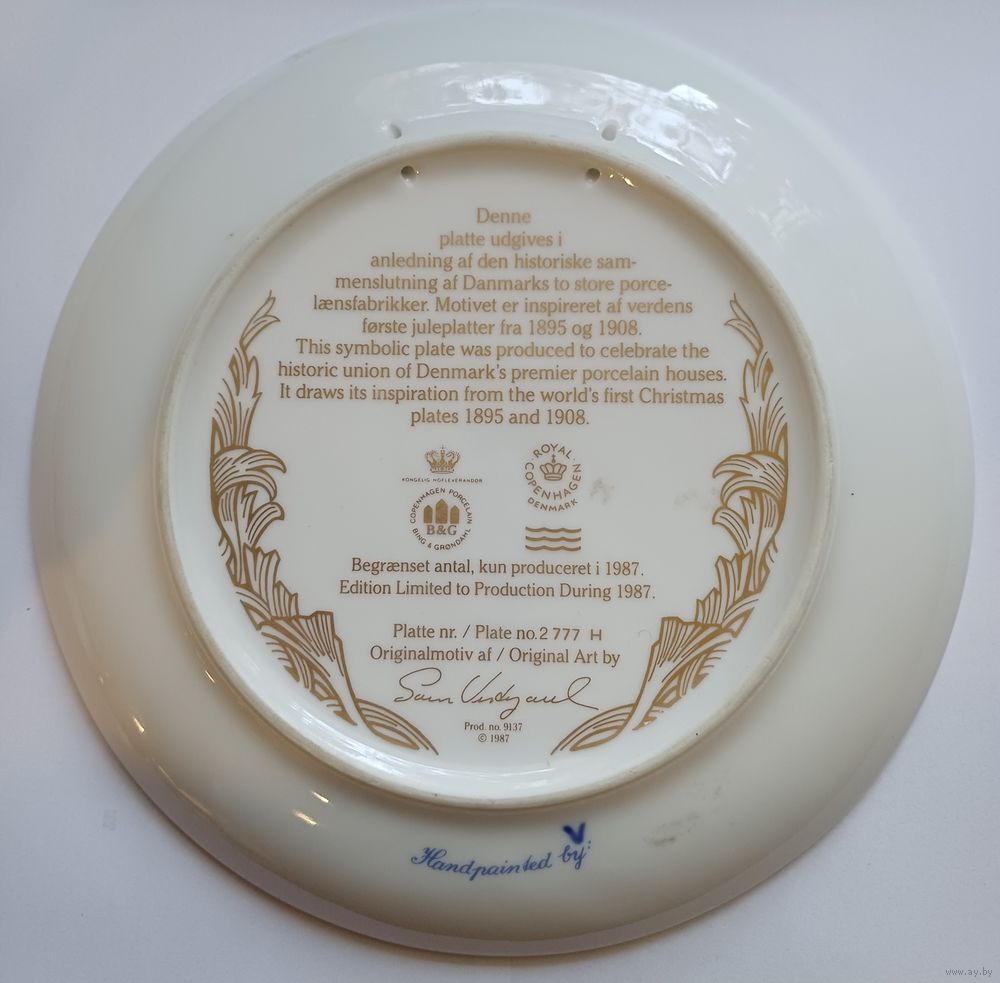 Denne
platte udgives i
anledning af den historiske sam-
menslutning af Danmarks to store porce-
lænsfabrikker. Motivet er inspireret af verdens
første juleplatter fra 1895 og 1908.
This symbolic plate was produced to celebrate the
historic union of Denmark's premier porcelain houses.
It draws its inspiration from the world's first Christmas
plates 1895 and 1908.
KONGELIG HOFLEVERANDØR
COPENHAGEN PORCELAIN
B&G
BING & GRØNDAHL
ROYAL
COPENHAGEN
DENMARK
Begrænset antal, kun produceret i 1987.
Edition Limited to Production During 1987.
Platte nr. / Plate no. 2777 H
Originalmotiv af / Original Art by
Prod. no. 9137
© 1987
Handpainted by:
V
www.ay.by